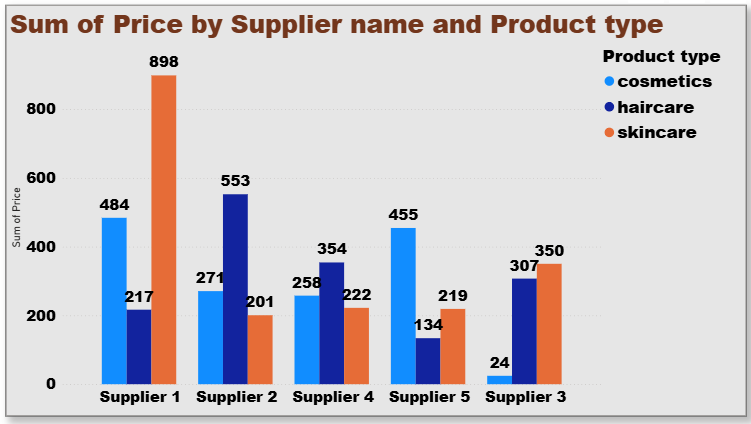 Sum of Price by Supplier name and Product type
Product type
cosmetics
haircare
skincare
Sum of Price
800
600
400
200
0
484
217
898
271
553
201
258
354
222
455
134
219
24
307
350
Supplier 1
Supplier 2
Supplier 4
Supplier 5
Supplier 3